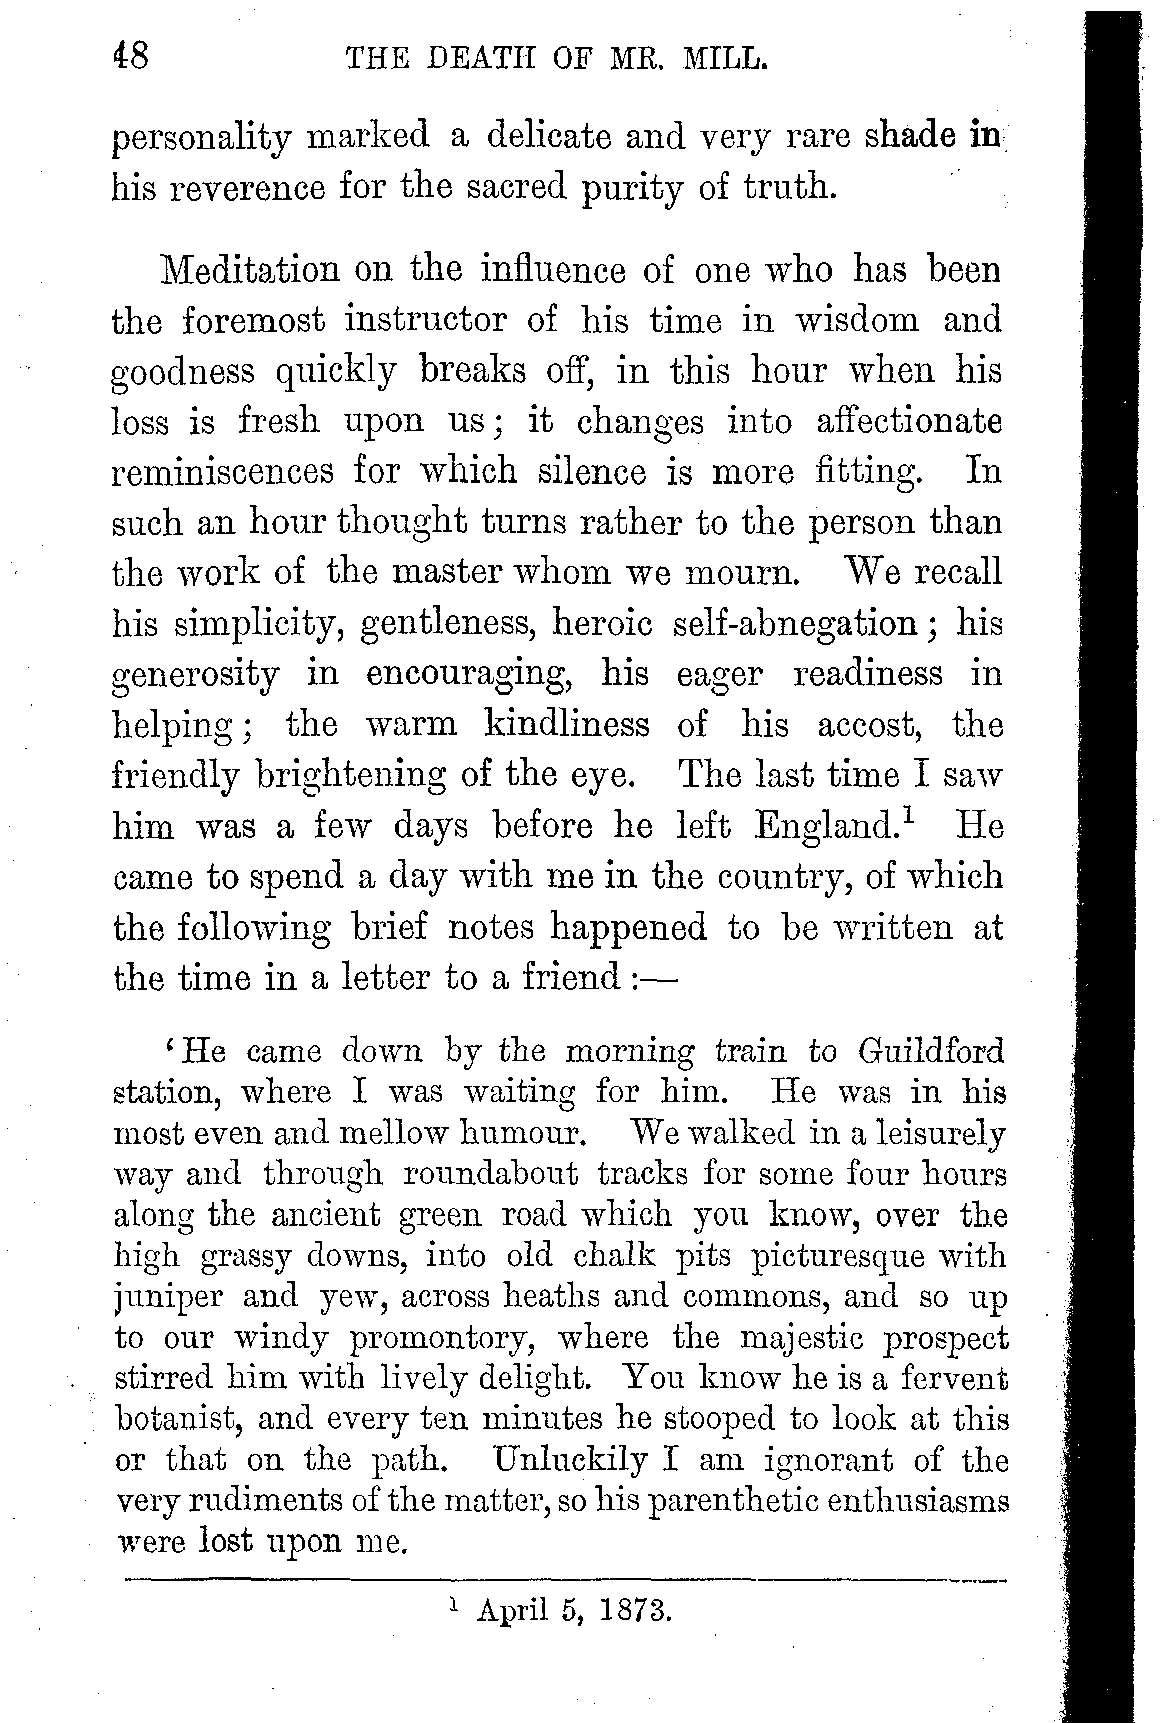 48 THE DEATH OF MR. MILL.
personality marked a delicate and very rare shade in
his reverence for the sacred purity of truth.
Meditation on the influence of one who has been
the foremost instructor of his time in wisdom and
goodness quickly breaks off, in this hour when his
loss is fresh upon us; it changes into affectionate
reminiscences for which silence is more fitting. In
such an hour thought turns rather to the person than
the work of the master whom we mourn. We recall
his simplicity, gentleness, heroic self-abnegation; his
generosity in encouraging, his eager readiness in
helping; the warm kindliness of his accost, the
friendly brightening of the eye. The last time I saw
him was a few days before he left England.¹ He
came to spend a day with me in the country, of which
the following brief notes happened to be written at
the time in a letter to a friend:—
‘He came down by the morning train to Guildford
station, where I was waiting for him. He was in his
most even and mellow humour. We walked in a leisurely
way and through roundabout tracks for some four hours
along the ancient green road which you know, over the
high grassy downs, into old chalk pits picturesque with
juniper and yew, across heaths and commons, and so up
to our windy promontory, where the majestic prospect
stirred him with lively delight. You know he is a fervent
botanist, and every ten minutes he stooped to look at this
or that on the path. Unluckily I am ignorant of the
very rudiments of the matter, so his parenthetic enthusiasms
were lost upon me.
¹ April 5, 1873.